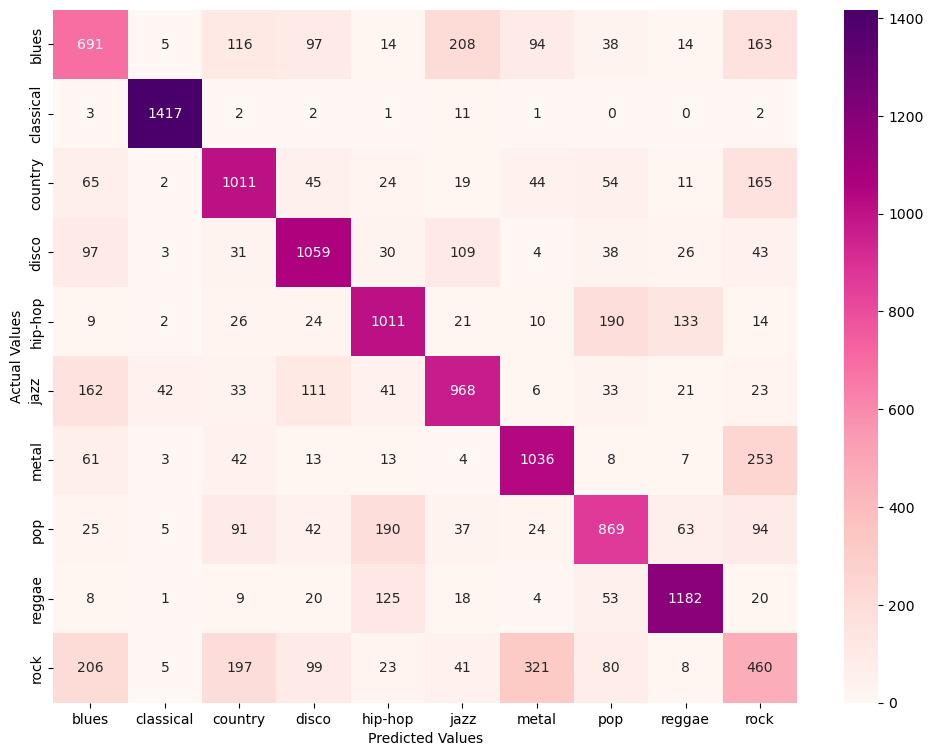 blues 691 5 116 97 14 208 94 38 14 163
classical 3 1417 2 2 1 11 1 0 0 2
country 65 2 1011 45 24 19 44 54 11 165
disco 97 3 31 1059 30 109 4 38 26 43
hip-hop 9 2 26 24 1011 21 10 190 133 14
jazz 162 42 33 111 41 968 6 33 21 23
metal 61 3 42 13 13 4 1036 8 7 253
pop 25 5 91 42 190 37 24 869 63 94
reggae 8 1 9 20 125 18 4 53 1182 20
rock 206 5 197 99 23 41 321 80 8 460
blues classical country disco hip-hop jazz metal pop reggae rock
Predicted Values
Actual Values
1400
1200
1000
800
600
400
200
0